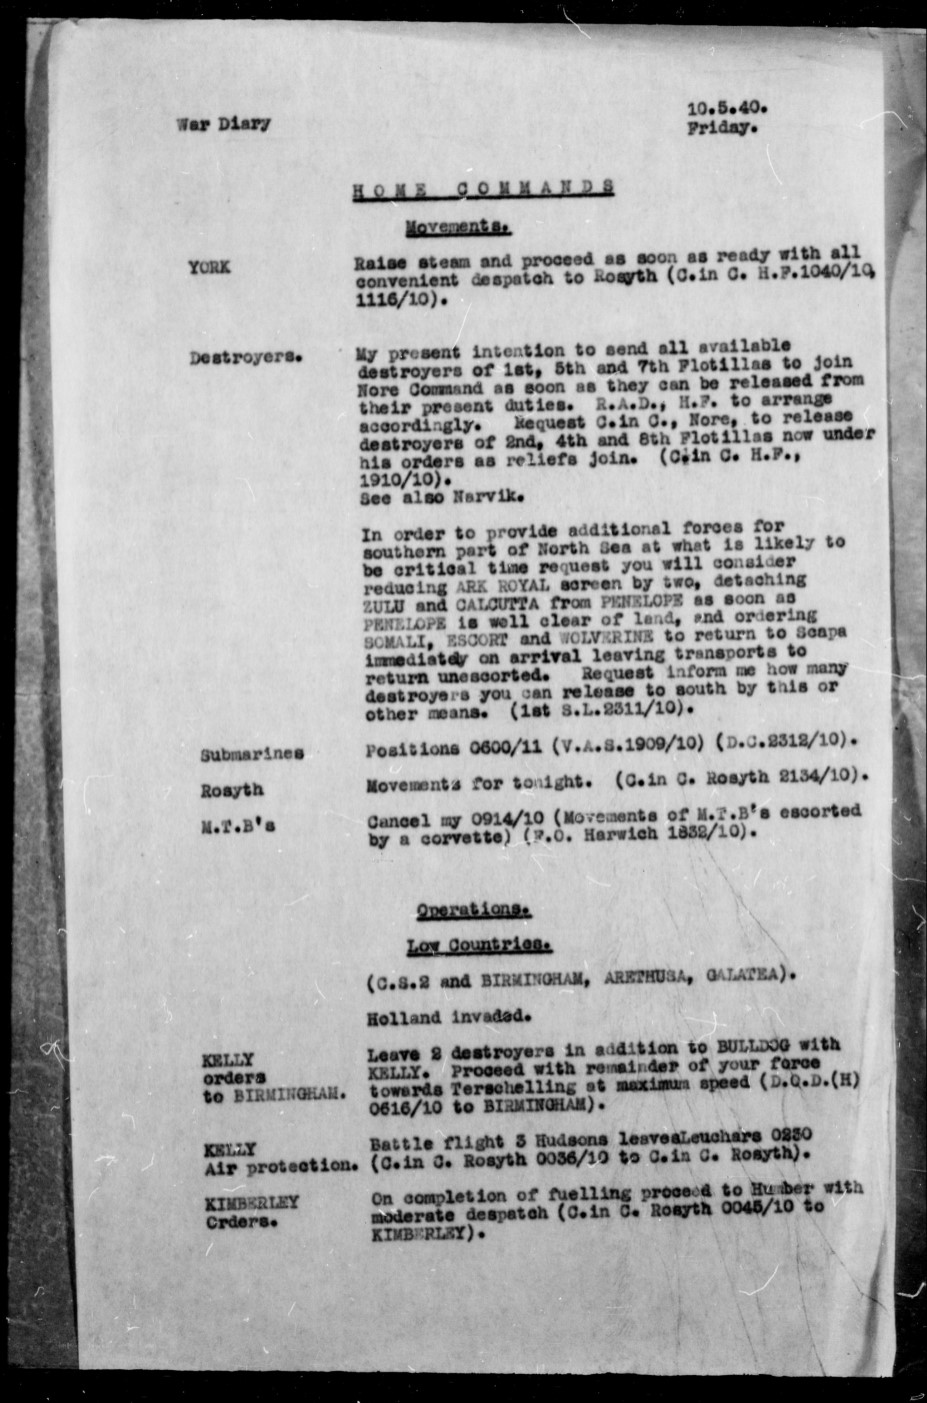 10.5.40.
War Diary
Friday.
HOME COMMANDS
Movements.
YORK Raise steam and proceed as soon as ready with all
convenient despatch to Rosyth (C.in C. H.F.1040/10,
1116/10).
Destroyers. My present intention to send all available
destroyers of 1st, 5th and 7th Flotillas to join
Nore Command as soon as they can be released from
their present duties. R.A.D., H.F. to arrange
accordingly. Request C.in C., Nore, to release
destroyers of 2nd, 4th and 8th Flotillas now under
his orders as reliefs join. (C.in C. H.F.,
1910/10).
See also Narvik.
In order to provide additional forces for
southern part of North Sea at what is likely to
be critical time request you will consider
reducing ARK ROYAL screen by two, detaching
ZULU and CALCUTTA from PENELOPE as soon as
PENELOPE is well clear of land, and ordering
SOMALI, ESCORT and WOLVERINE to return to Scapa
immediately on arrival leaving transports to
return unescorted. Request inform me how many
destroyers you can release to south by this or
other means. (1st S.L.2311/10).
Submarines Positions 0600/11 (V.A.S.1909/10) (D.C.2312/10).
Rosyth Movements for tonight. (C.in C. Rosyth 2134/10).
M.T.B's Cancel my 0914/10 (Movements of M.T.B's escorted
by a corvette) (F.O. Harwich 1832/10).
Operations.
Low Countries.
(C.S.2 and BIRMINGHAM, ARETHUSA, GALATEA).
Holland invaded.
KELLY Leave 2 destroyers in addition to BULLDOG with
orders KELLY. Proceed with remainder of your force
to BIRMINGHAM. towards Terschelling at maximum speed (D.O.D.(H)
0616/10 to BIRMINGHAM).
KELLY Battle flight 3 Hudsons leavesLeuchars 0230
Air protection. (C.in C. Rosyth 0036/10 to C.in C. Rosyth).
KIMBERLEY On completion of fuelling proceed to Humber with
Orders. moderate despatch (C.in C. Rosyth 0045/10 to
KIMBERLEY).